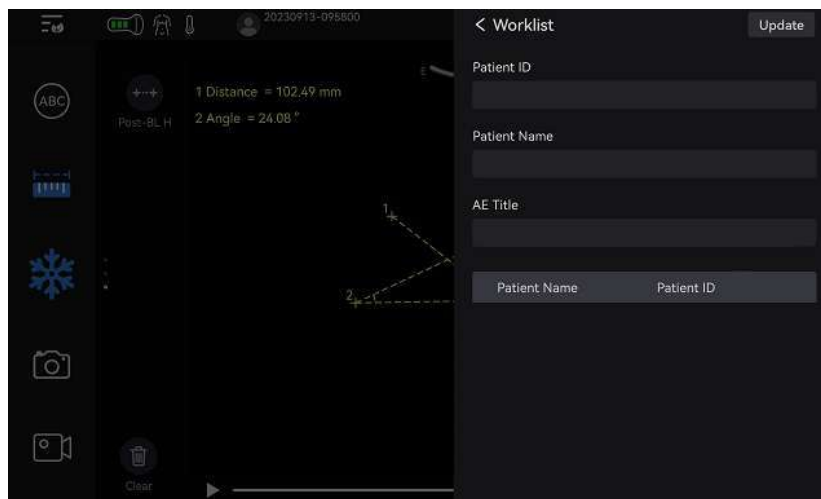 20230913-095800
ABC
Post-BL H
1 Distance = 102.49 mm
2 Angle = 24.08 °
E
1
2
Clear
< Worklist
Update
Patient ID
Patient Name
AE Title
Patient Name Patient ID